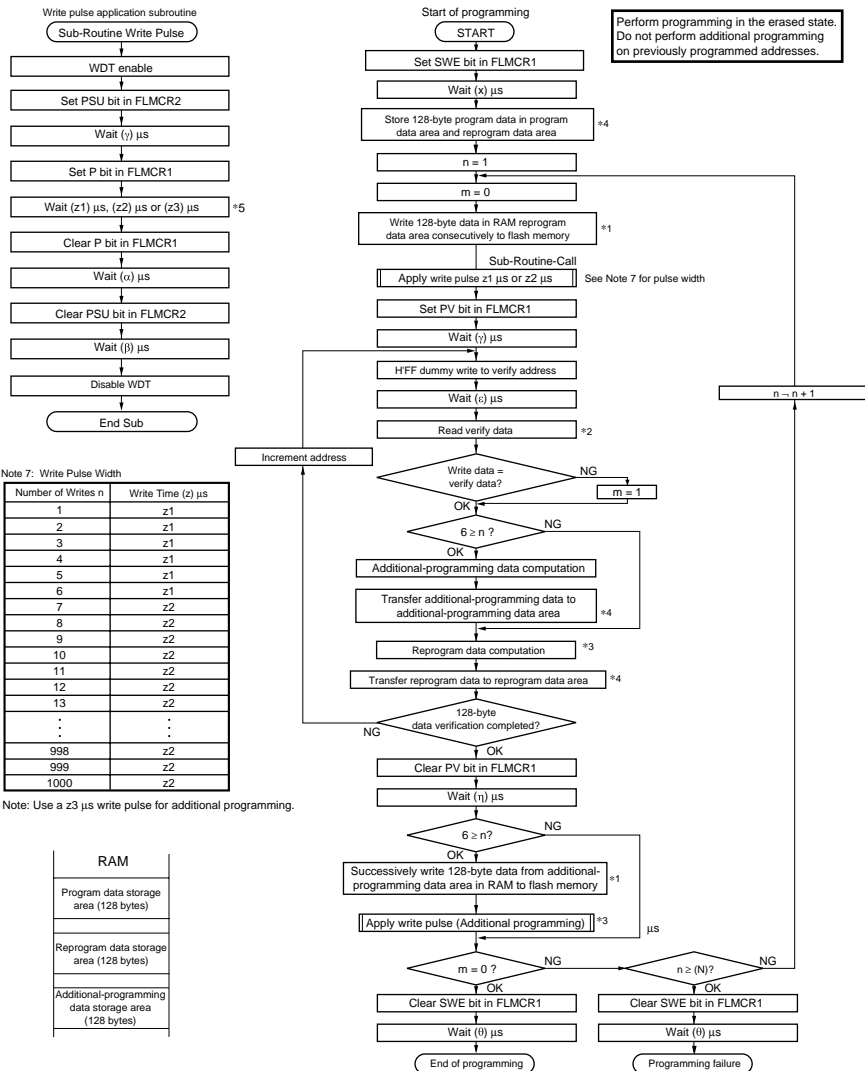 Write pulse application subroutine
Sub-Routine Write Pulse
WDT enable
Set PSU bit in FLMCR2
Wait (γ) μs
Set P bit in FLMCR1
Wait (z1) μs, (z2) μs or (z3) μs
*5
Clear P bit in FLMCR1
Wait (α) μs
Clear PSU bit in FLMCR2
Wait (β) μs
Disable WDT
End Sub
Note 7: Write Pulse Width
Number of Writes n Write Time (z) μs
1 z1
2 z1
3 z1
4 z1
5 z1
6 z1
7 z2
8 z2
9 z2
10 z2
11 z2
12 z2
13 z2
998 z2
999 z2
1000 z2
Note: Use a z3 μs write pulse for additional programming.
RAM
Program data storage
area (128 bytes)
Reprogram data storage
area (128 bytes)
Additional-programming
data storage area
(128 bytes)
Start of programming
START
Set SWE bit in FLMCR1
Wait (x) μs
Store 128-byte program data in program
data area and reprogram data area
*4
n = 1
m = 0
Write 128-byte data in RAM reprogram
data area consecutively to flash memory
*1
Sub-Routine-Call
Apply write pulse z1 μs or z2 μs
See Note 7 for pulse width
Set PV bit in FLMCR1
Wait (γ) μs
H'FF dummy write to verify address
Wait (ε) μs
Read verify data
*2
Increment address
Write data =
verify data?
NG
m = 1
OK
6 ≥ n ?
NG
OK
Additional-programming data computation
Transfer additional-programming data to
additional-programming data area
*4
Reprogram data computation
*3
Transfer reprogram data to reprogram data area
*4
128-byte
data verification completed?
NG
OK
Clear PV bit in FLMCR1
Wait (η) μs
6 ≥ n?
NG
OK
Successively write 128-byte data from additional-
programming data area in RAM to flash memory
*1
Apply write pulse (Additional programming)
*3
μs
m = 0 ?
NG
OK
Clear SWE bit in FLMCR1
Wait (θ) μs
End of programming
n ≥ (N)?
NG
OK
Clear SWE bit in FLMCR1
Wait (θ) μs
Programming failure
n ¬ n + 1
Perform programming in the erased state.
Do not perform additional programming
on previously programmed addresses.